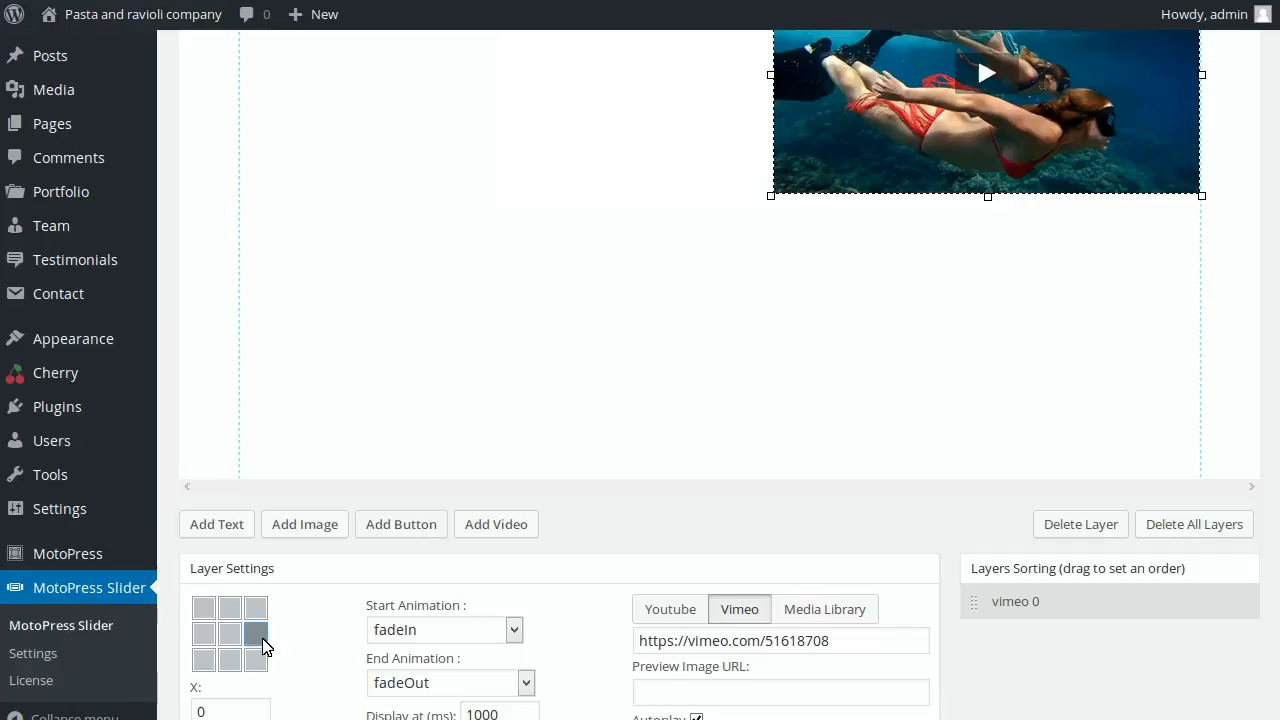 Pasta and ravioli company
0
New
Howdy, admin
Posts
Media
Pages
Comments
Portfolio
Team
Testimonials
Contact
Appearance
Cherry
Plugins
Users
Tools
Settings
MotoPress
MotoPress Slider
MotoPress Slider
Settings
License
Collapse menu
Add Text
Add Image
Add Button
Add Video
Delete Layer
Delete All Layers
Layer Settings
Layers Sorting (drag to set an order)
vimeo 0
X:
0
Start Animation :
fadeIn
End Animation :
fadeOut
Display at (ms):
1000
Youtube
Vimeo
Media Library
https://vimeo.com/51618708
Preview Image URL:
Autoplay